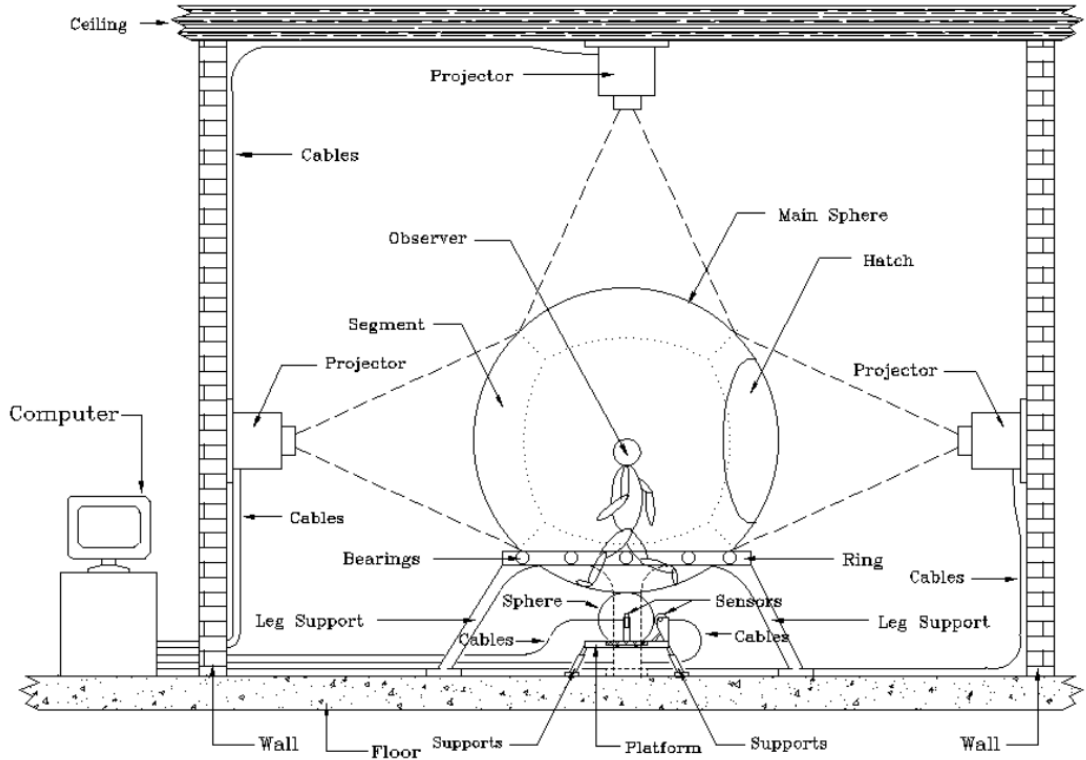 Ceiling
Projector
Cables
Main Sphere
Observer
Hatch
Segment
Projector
Projector
Computer
Cables
Bearings
Ring
Cables
Sphere
Sensors
Leg Support
Leg Support
Cables
Cables
Wall
Floor
Supports
Platform
Supports
Wall